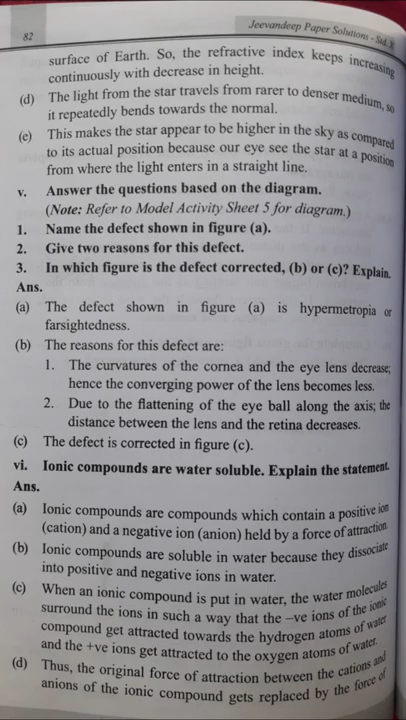 82
Jeevandeep Paper Solutions - Std. X
surface of Earth. So, the refractive index keeps increasing
continuously with decrease in height.
(d) The light from the star travels from rarer to denser medium, so
it repeatedly bends towards the normal.
(e) This makes the star appear to be higher in the sky as compared
to its actual position because our eye see the star at a position
from where the light enters in a straight line.
v. Answer the questions based on the diagram.
(Note: Refer to Model Activity Sheet 5 for diagram.)
1. Name the defect shown in figure (a).
2. Give two reasons for this defect.
3. In which figure is the defect corrected, (b) or (c)? Explain.
Ans.
(a) The defect shown in figure (a) is hypermetropia or
farsightedness.
(b) The reasons for this defect are:
1. The curvatures of the cornea and the eye lens decrease;
hence the converging power of the lens becomes less.
2. Due to the flattening of the eye ball along the axis; the
distance between the lens and the retina decreases.
(c) The defect is corrected in figure (c).
vi. Ionic compounds are water soluble. Explain the statement.
Ans.
(a) Ionic compounds are compounds which contain a positive ion
(cation) and a negative ion (anion) held by a force of attraction.
(b) Ionic compounds are soluble in water because they dissociate
into positive and negative ions in water.
(c) When an ionic compound is put in water, the water molecules
surround the ions in such a way that the –ve ions of the ionic
compound get attracted towards the hydrogen atoms of water
and the +ve ions get attracted to the oxygen atoms of water.
(d) Thus, the original force of attraction between the cations and
anions of the ionic compound gets replaced by the force of